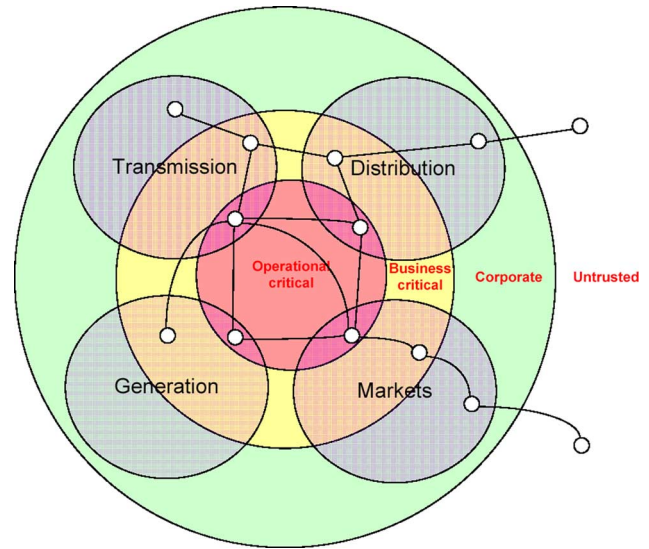 Transmission
Distribution
Operational
critical
Business
critical
Corporate
Untrusted
Generation
Markets